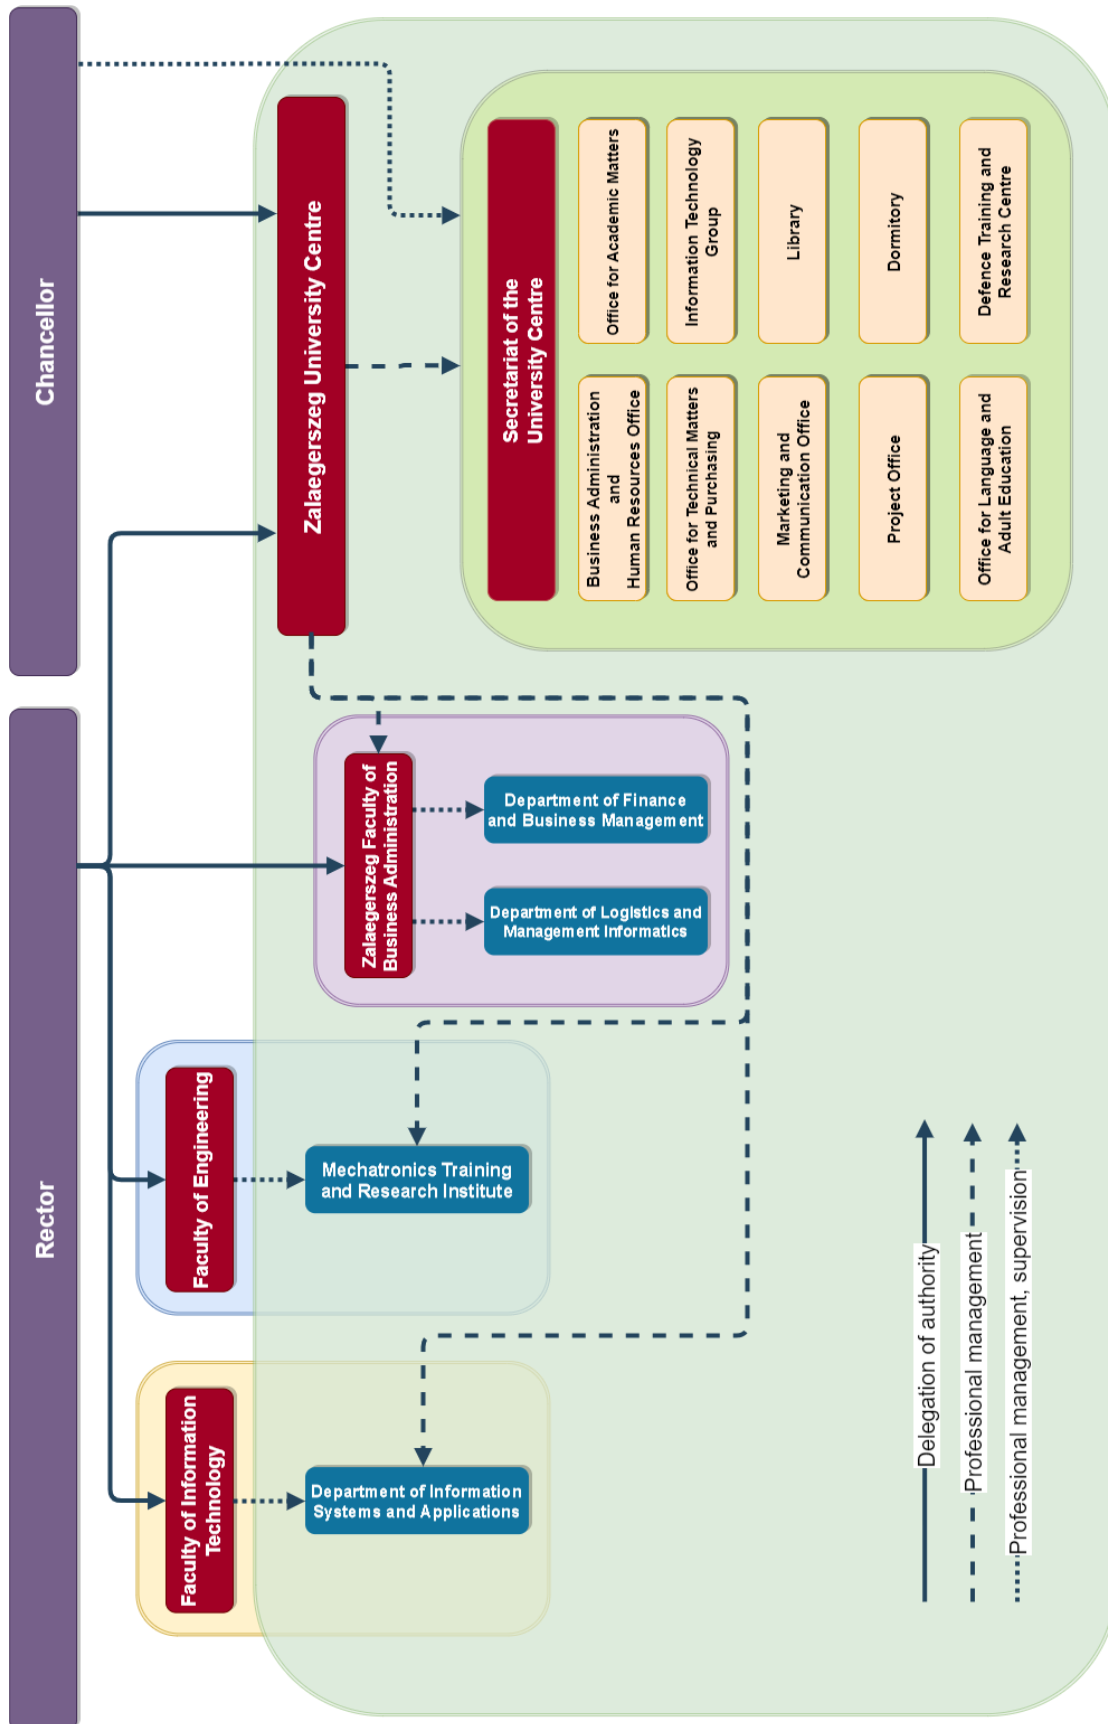 Rector
Chancellor
Faculty of Information
Technology
Faculty of Engineering
Zalaegerszeg Faculty of
Business Administration
Zalaegerszeg University Centre
Department of Information
Systems and Applications
Mechatronics Training
and Research Institute
Department of Logistics and
Management Informatics
Department of Finance
and Business Management
Secretariat of the
University Centre
Business Administration
and
Human Resources Office
Office for Academic Matters
Office for Technical Matters
and Purchasing
Information Technology
Group
Marketing and
Communication Office
Library
Project Office
Dormitory
Office for Language and
Adult Education
Defence Training and
Research Centre
Delegation of authority
Professional management
Professional management, supervision